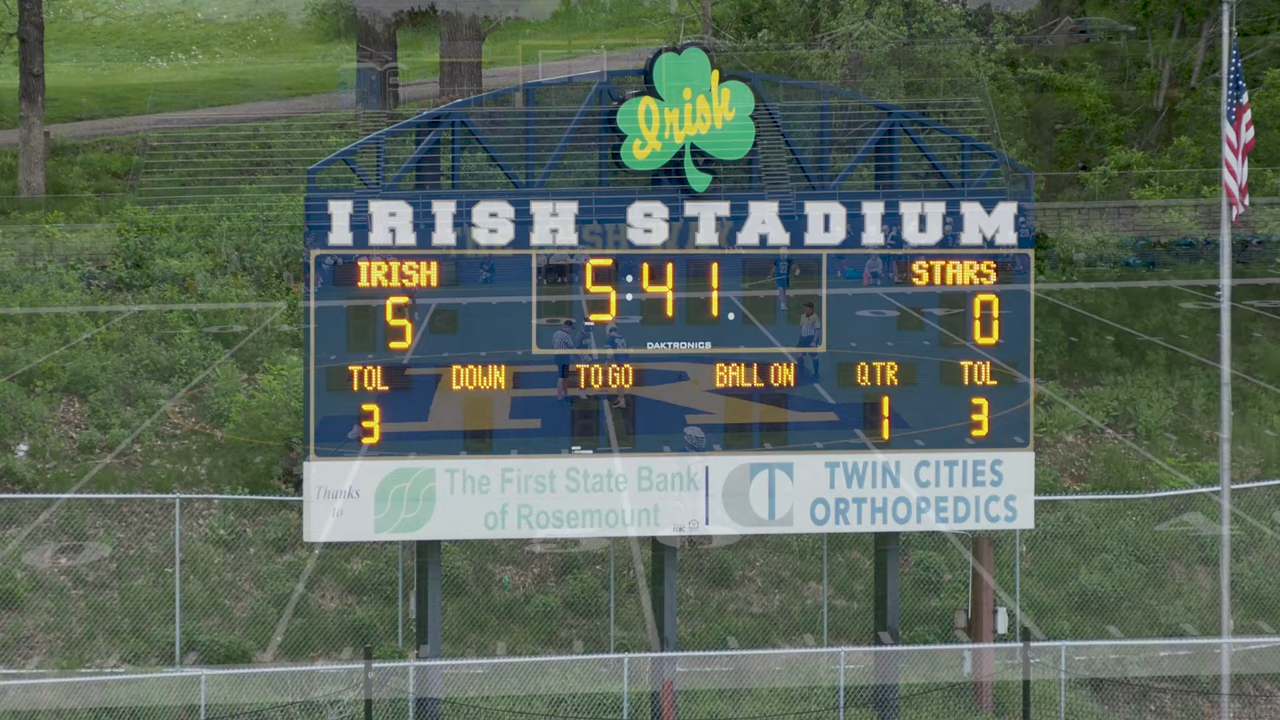 Irish
IRISH STADIUM
IRISH 5:41. STARS
5 0
DAKTRONICS
TOL DOWN TO GO BALL ON QTR TOL
3 1 3
Thanks to
The First State Bank
of Rosemount
TWIN CITIES
ORTHOPEDICS